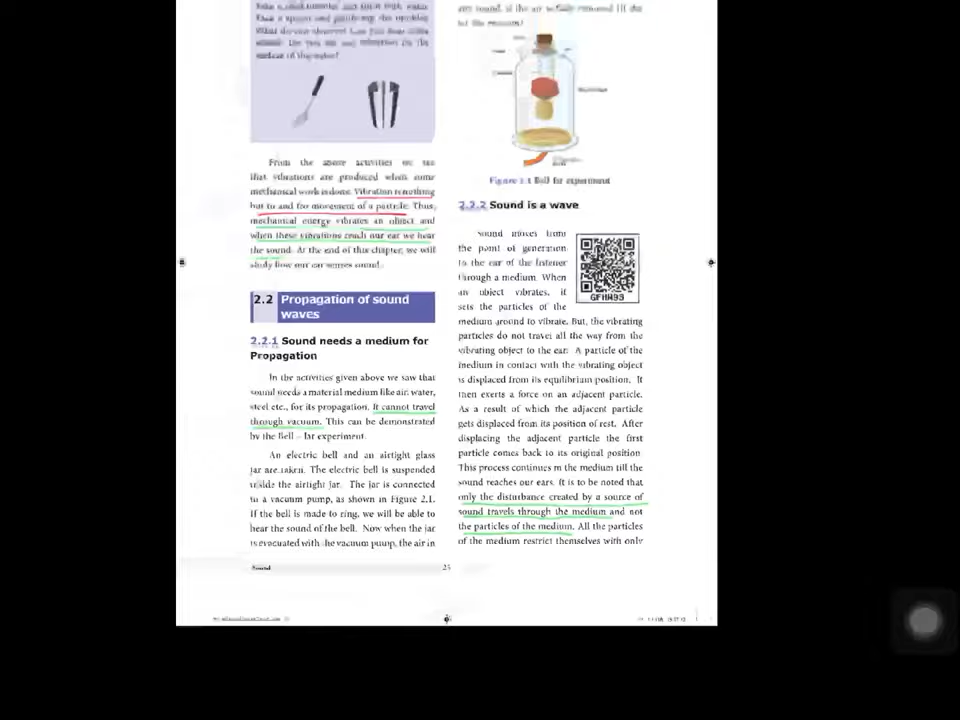 Take a and with water.
From the above activities we see
that vibrations are produced when some
mechanical work is done. Vibration is nothing
but to and fro movement of a particle. Thus,
mechanical energy vibrates an object and
when these vibrations reach our ear we hear
the sound. At the end of this chapter, we will
study how our ear senses sound.
2.2 Propagation of sound
waves
2.2.1 Sound needs a medium for
Propagation
In the activities given above we saw that
sound needs a material medium like air, water,
steel etc., for its propagation. It cannot travel
through vacuum. This can be demonstrated
by the Bell – Jar experiment.
An electric bell and an airtight glass
jar are taken. The electric bell is suspended
inside the airtight jar. The jar is connected
to a vacuum pump, as shown in Figure 2.1.
If the bell is made to ring, we will be able to
hear the sound of the bell. Now when the jar
is evacuated with the vacuum pump, the air in
Figure 2.1 Bell Jar experiment
2.2.2 Sound is a wave
Sound moves from
the point of generation
to the ear of the listener
through a medium. When
an object vibrates, it
sets the particles of the
medium around to vibrate. But, the vibrating
particles do not travel all the way from the
vibrating object to the ear. A particle of the
medium in contact with the vibrating object
is displaced from its equilibrium position. It
then exerts a force on an adjacent particle.
As a result of which the adjacent particle
gets displaced from its position of rest. After
displacing the adjacent particle the first
particle comes back to its original position.
This process continues in the medium till the
sound reaches our ears. It is to be noted that
only the disturbance created by a source of
sound travels through the medium and not
the particles of the medium. All the particles
of the medium restrict themselves with only
GFHW93
Sound
25